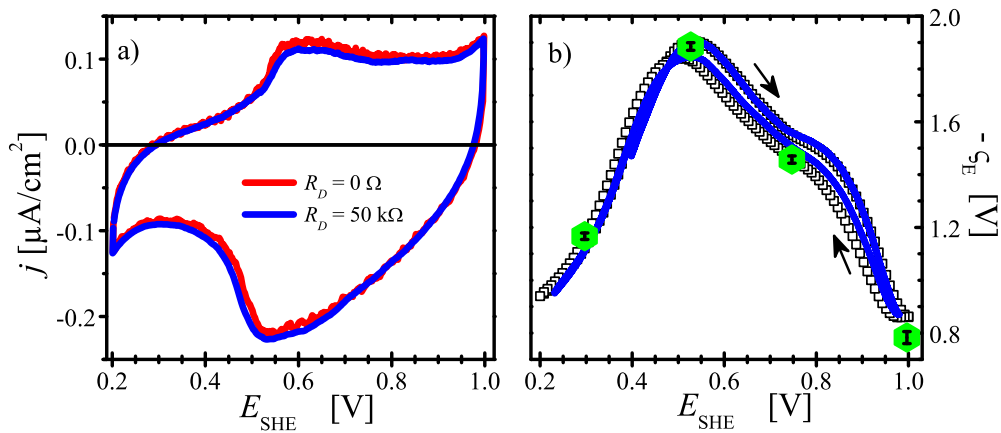 a)
0.1
0.0
-0.1
-0.2
j [µA/cm²]
R_D = 0 Ω
R_D = 50 kΩ
0.2 0.4 0.6 0.8 1.0
E_SHE [V]
b)
2.0
1.6
1.2
0.8
- ς_E [V]
0.2 0.4 0.6 0.8 1.0
E_SHE [V]